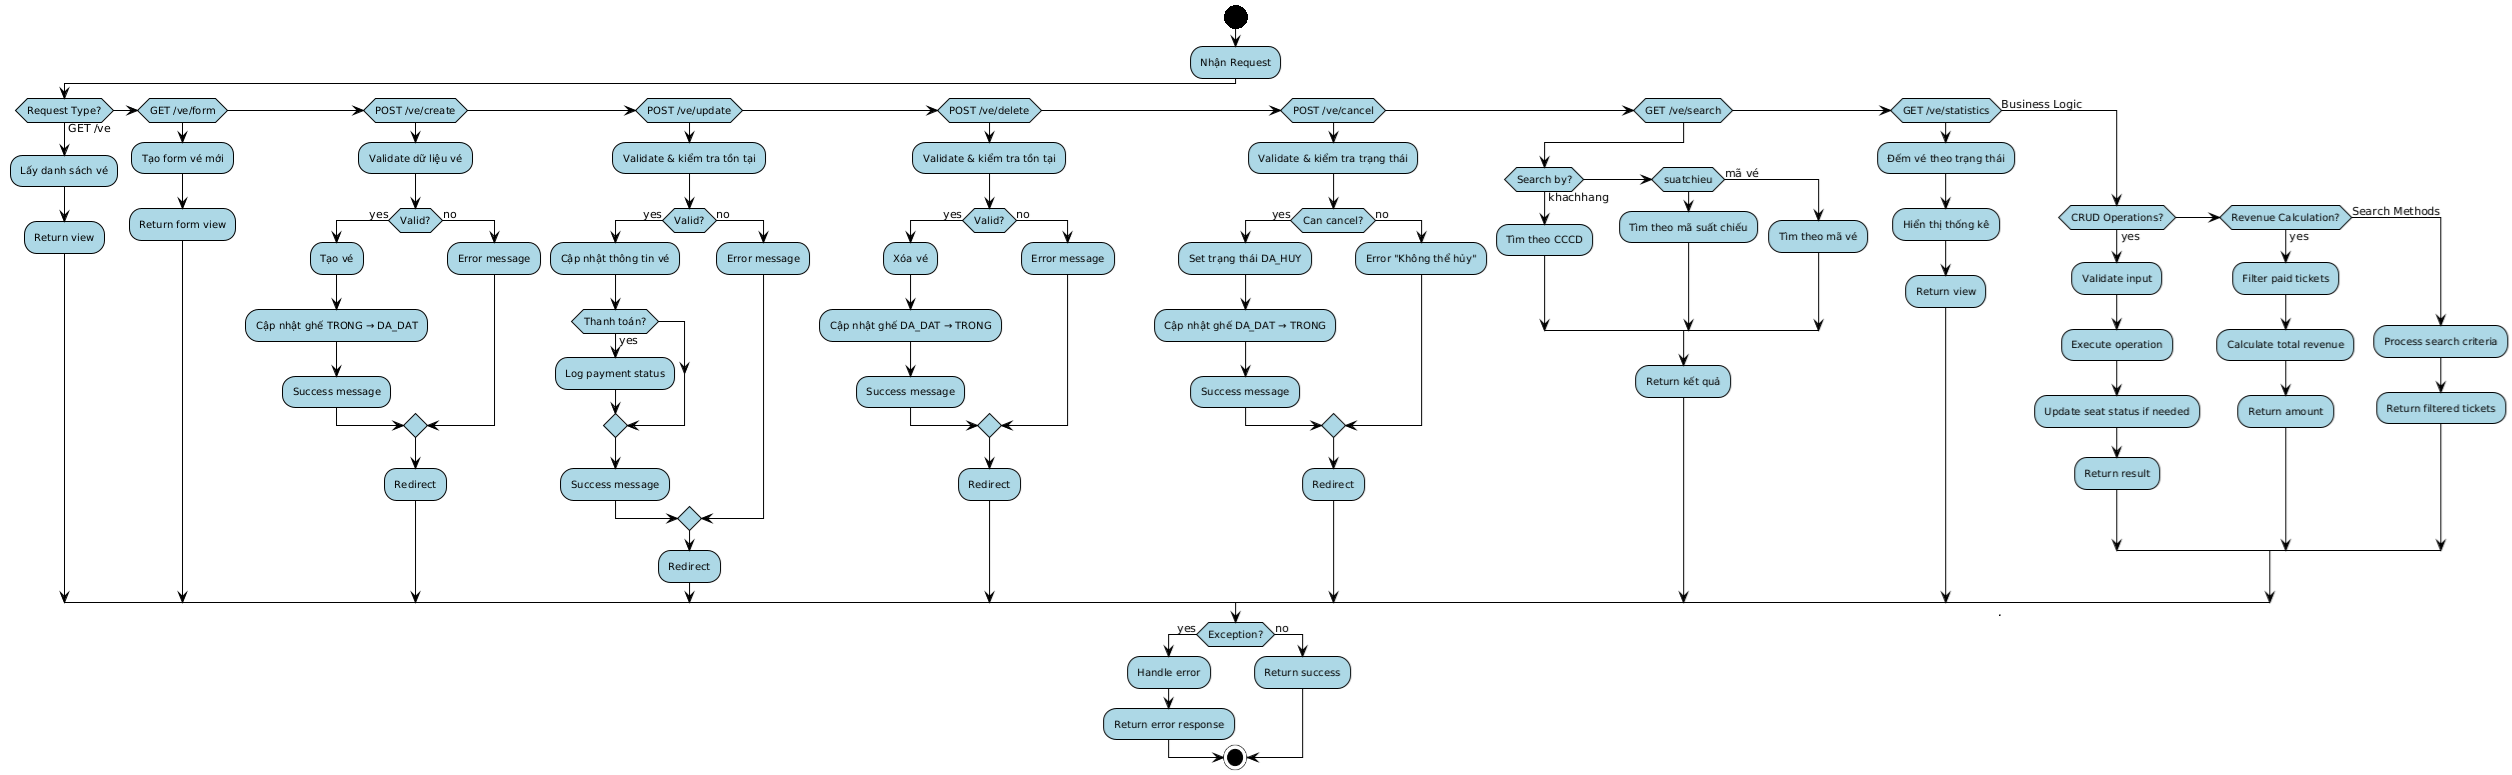 Nhận Request
Request Type?
GET /ve
Lấy danh sách vé
Return view
GET /ve/form
Tạo form vé mới
Return form view
POST /ve/create
Validate dữ liệu vé
Valid?
yes
no
Tạo vé
Cập nhật ghế TRONG → DA_DAT
Success message
Error message
Redirect
POST /ve/update
Validate & kiểm tra tồn tại
Valid?
yes
no
Cập nhật thông tin vé
Thanh toán?
yes
Log payment status
Success message
Error message
Redirect
POST /ve/delete
Validate & kiểm tra tồn tại
Valid?
yes
no
Xóa vé
Cập nhật ghế DA_DAT → TRONG
Success message
Error message
Redirect
POST /ve/cancel
Validate & kiểm tra trạng thái
Can cancel?
yes
no
Set trạng thái DA_HUY
Cập nhật ghế DA_DAT → TRONG
Success message
Error "Không thể hủy"
Redirect
GET /ve/search
Search by?
khachhang
Tìm theo CCCD
suatchieu
Tìm theo mã suất chiếu
mã vé
Tìm theo mã vé
Return kết quả
GET /ve/statistics
Đếm vé theo trạng thái
Hiển thị thống kê
Return view
Business Logic
CRUD Operations?
yes
Validate input
Execute operation
Update seat status if needed
Return result
Revenue Calculation?
yes
Filter paid tickets
Calculate total revenue
Return amount
Search Methods
Process search criteria
Return filtered tickets
.
Exception?
yes
no
Handle error
Return error response
Return success